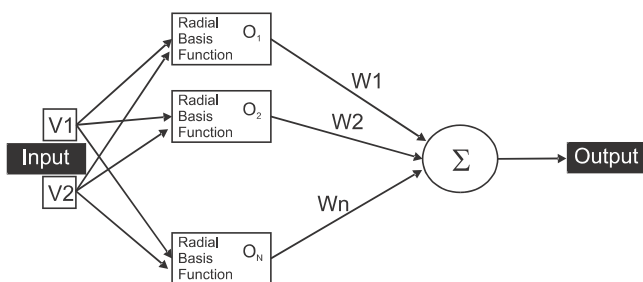 Radial
Basis O1
Function
W1
Radial
Basis O2
Function
W2
V1
Input
V2
Σ
Output
Wn
Radial
Basis ON
Function